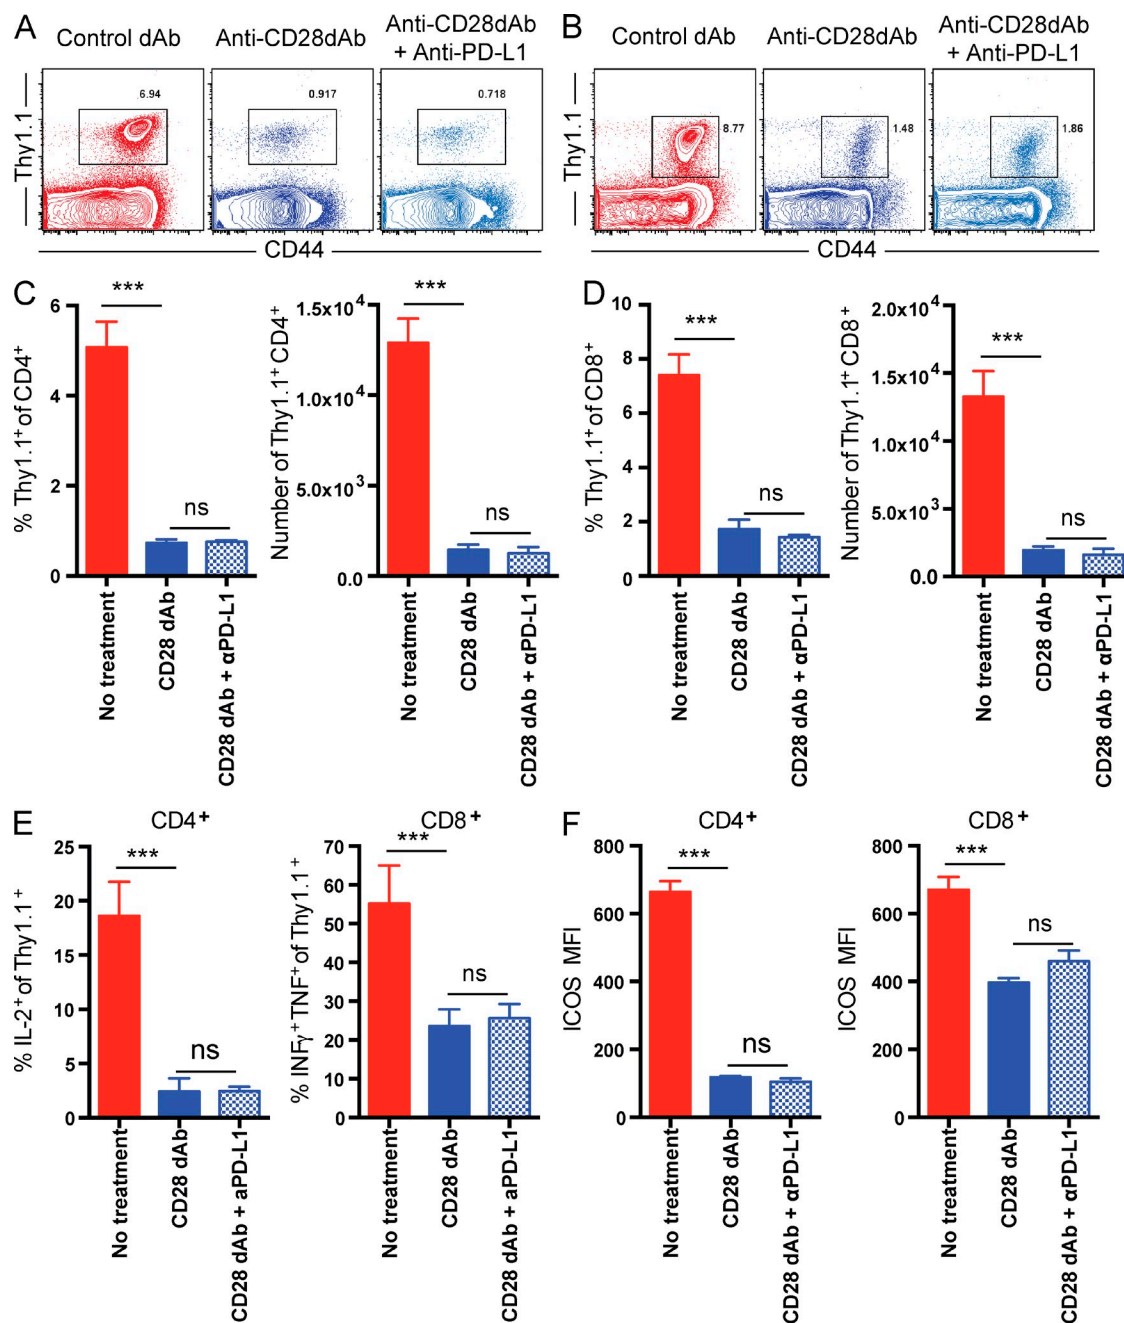 A
Control dAb
Anti-CD28dAb
Anti-CD28dAb
+ Anti-PD-L1
6.94
0.917
0.718
Thy1.1
CD44
B
Control dAb
Anti-CD28dAb
Anti-CD28dAb
+ Anti-PD-L1
8.77
1.48
1.86
Thy1.1
CD44
C
% Thy1.1⁺ of CD4⁺
6
4
2
0
***
ns
No treatment
CD28 dAb
CD28 dAb + αPD-L1
Number of Thy1.1⁺ CD4⁺
1.5x10⁴
1.0x10⁴
5.0x10³
0.0
***
ns
No treatment
CD28 dAb
CD28 dAb + αPD-L1
D
% Thy1.1⁺ of CD8⁺
10
8
6
4
2
0
***
ns
No treatment
CD28 dAb
CD28 dAb + αPD-L1
Number of Thy1.1⁺ CD8⁺
2.0x10⁴
1.5x10⁴
1.0x10⁴
5.0x10³
0.0
***
ns
No treatment
CD28 dAb
CD28 dAb + αPD-L1
E
CD4⁺
% IL-2⁺ of Thy1.1⁺
25
20
15
10
5
0
***
ns
No treatment
CD28 dAb
CD28 dAb + aPD-L1
CD8⁺
% INFγ⁺TNF⁺ of Thy1.1⁺
70
60
50
40
30
20
10
0
***
ns
No treatment
CD28 dAb
CD28 dAb + aPD-L1
F
CD4⁺
ICOS MFI
800
600
400
200
0
***
ns
No treatment
CD28 dAb
CD28 dAb + αPD-L1
CD8⁺
ICOS MFI
800
600
400
200
0
***
ns
No treatment
CD28 dAb
CD28 dAb + αPD-L1